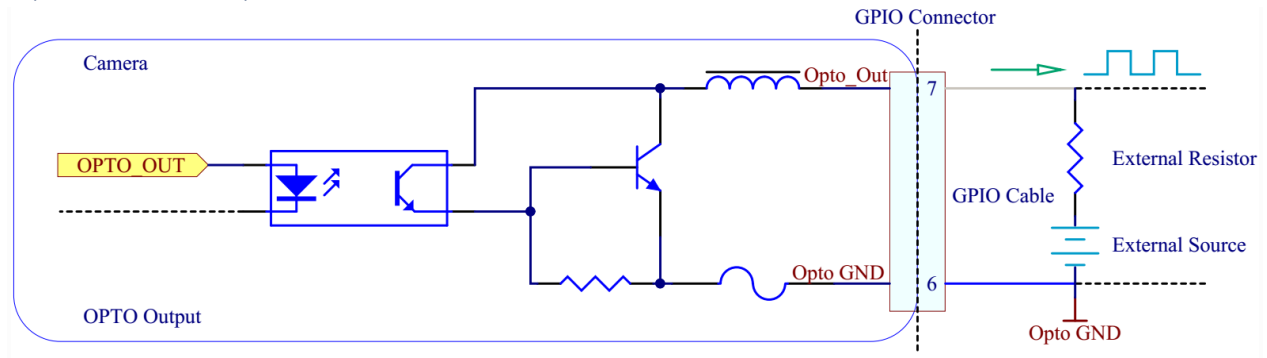 GPIO Connector
Camera
Opto_Out
7
OPTO_OUT
External Resistor
GPIO Cable
External Source
Opto GND
6
OPTO Output
Opto GND